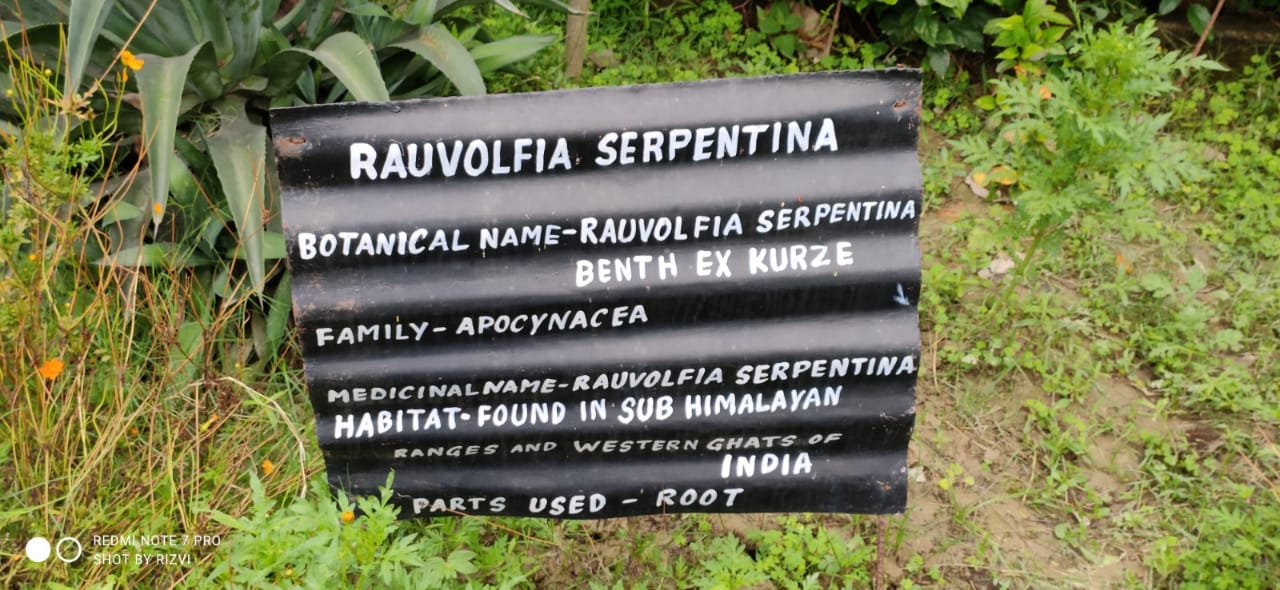 RAUVOLFIA SERPENTINA
BOTANICAL NAME-RAUVOLFIA SERPENTINA
BENTH EX KURZE
FAMILY- APOCYNACEA
MEDICINAL NAME-RAUVOLFIA SERPENTINA
HABITAT-FOUND IN SUB HIMALAYAN
RANGES AND WESTERN GHATS OF
INDIA
PARTS USED - ROOT
REDMI NOTE 7 PRO
SHOT BY RIZVI